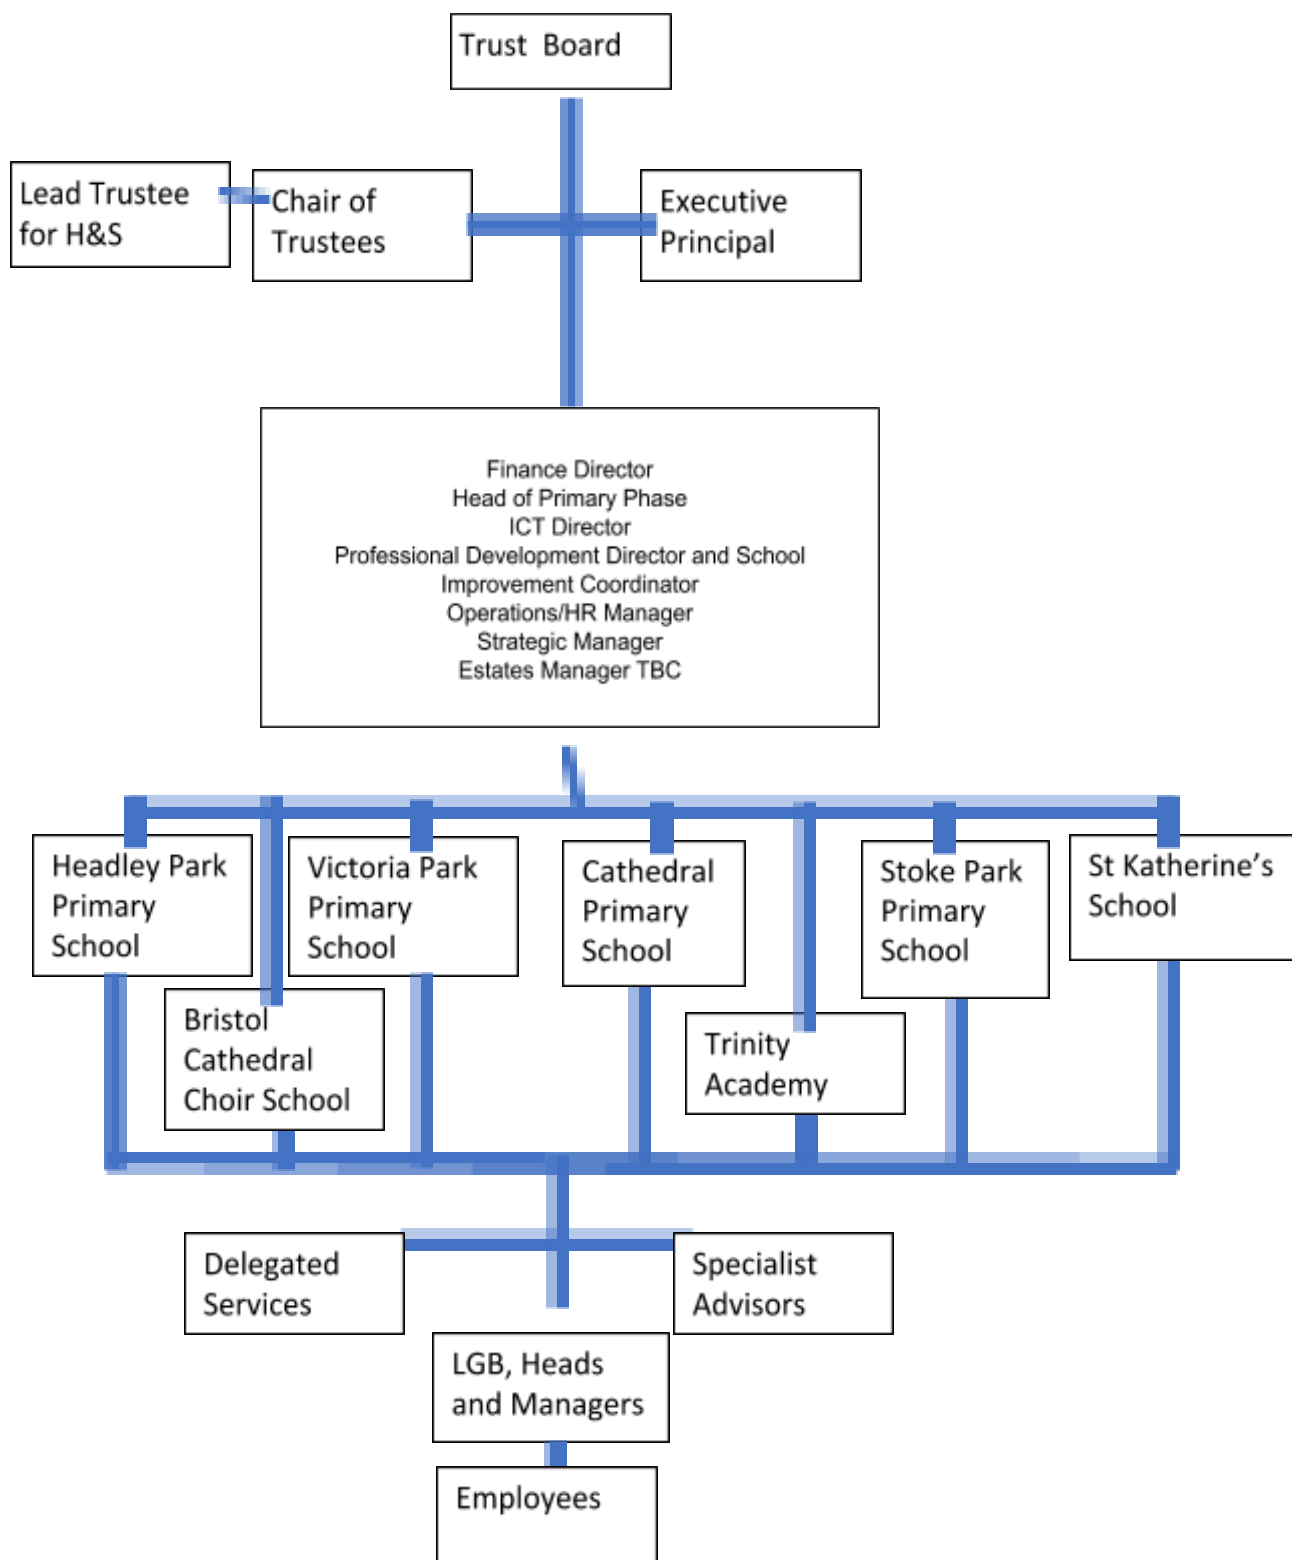 Trust Board
Lead Trustee
for H&S
Chair of
Trustees
Executive
Principal
Finance Director
Head of Primary Phase
ICT Director
Professional Development Director and School
Improvement Coordinator
Operations/HR Manager
Strategic Manager
Estates Manager TBC
Headley Park
Primary
School
Victoria Park
Primary
School
Cathedral
Primary
School
Stoke Park
Primary
School
St Katherine’s
School
Bristol
Cathedral
Choir School
Trinity
Academy
Delegated
Services
Specialist
Advisors
LGB, Heads
and Managers
Employees